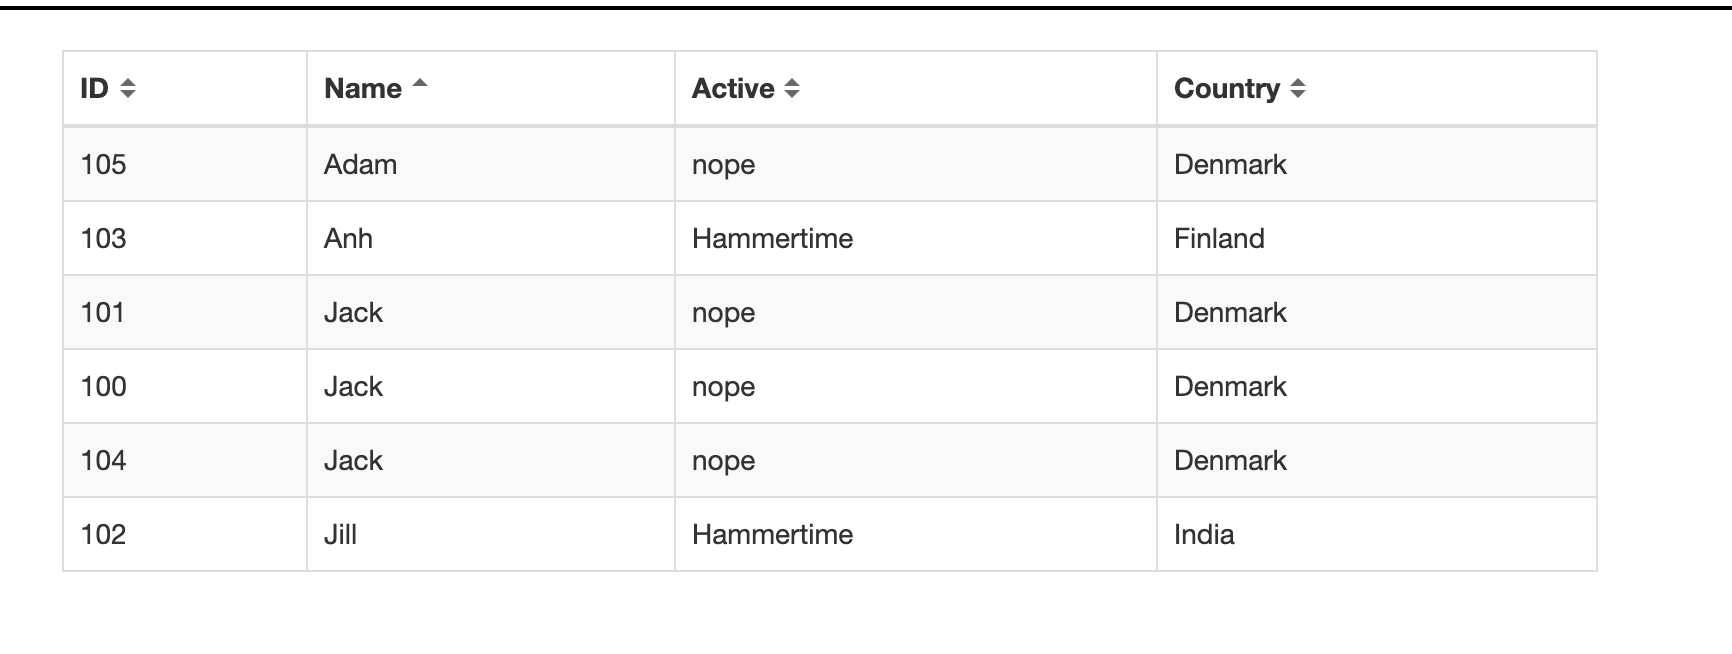 ID Name Active Country
105 Adam nope Denmark
103 Anh Hammertime Finland
101 Jack nope Denmark
100 Jack nope Denmark
104 Jack nope Denmark
102 Jill Hammertime India